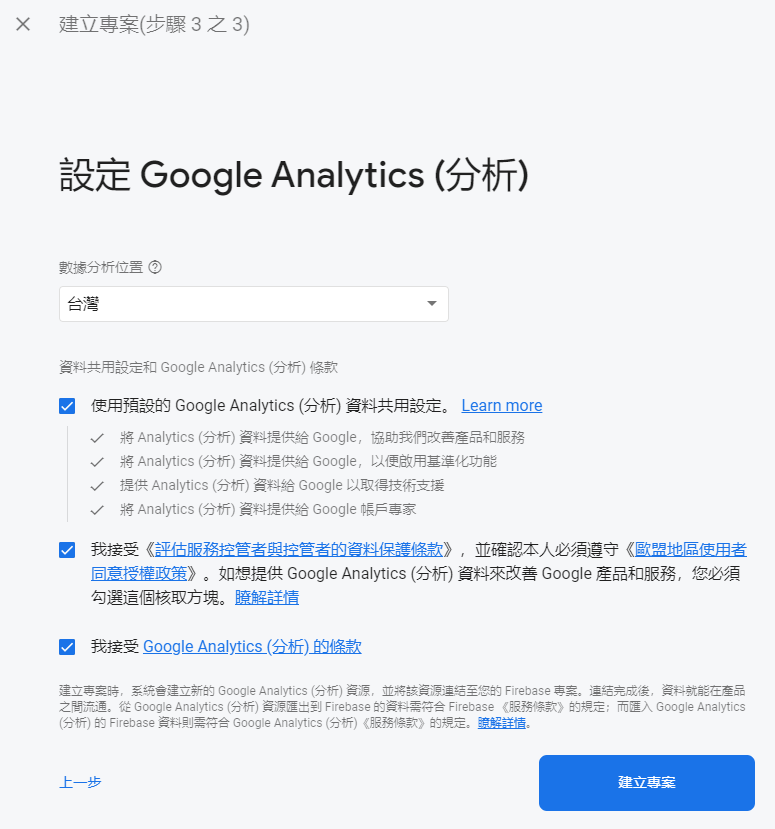 建立專案(步驟 3 之 3)
設定 Google Analytics (分析)
數據分析位置
台灣
資料共用設定和 Google Analytics (分析) 條款
使用預設的 Google Analytics (分析) 資料共用設定。 Learn more
將 Analytics (分析) 資料提供給 Google，協助我們改善產品和服務
將 Analytics (分析) 資料提供給 Google，以便啟用基準化功能
提供 Analytics (分析) 資料給 Google 以取得技術支援
將 Analytics (分析) 資料提供給 Google 帳戶專家
我接受《評估服務控管者與控管者的資料保護條款》，並確認本人必須遵守《歐盟地區使用者
同意授權政策》。如想提供 Google Analytics (分析) 資料來改善 Google 產品和服務，您必須
勾選這個核取方塊。瞭解詳情
我接受 Google Analytics (分析) 的條款
建立專案時，系統會建立新的 Google Analytics (分析) 資源，並將該資源連結至您的 Firebase 專案。連結完成後，資料就能在產品
之間流通。從 Google Analytics (分析) 資源匯出到 Firebase 的資料需符合 Firebase 《服務條款》的規定；而匯入 Google Analytics
(分析) 的 Firebase 資料則需符合 Google Analytics (分析)《服務條款》的規定。瞭解詳情。
上一步
建立專案